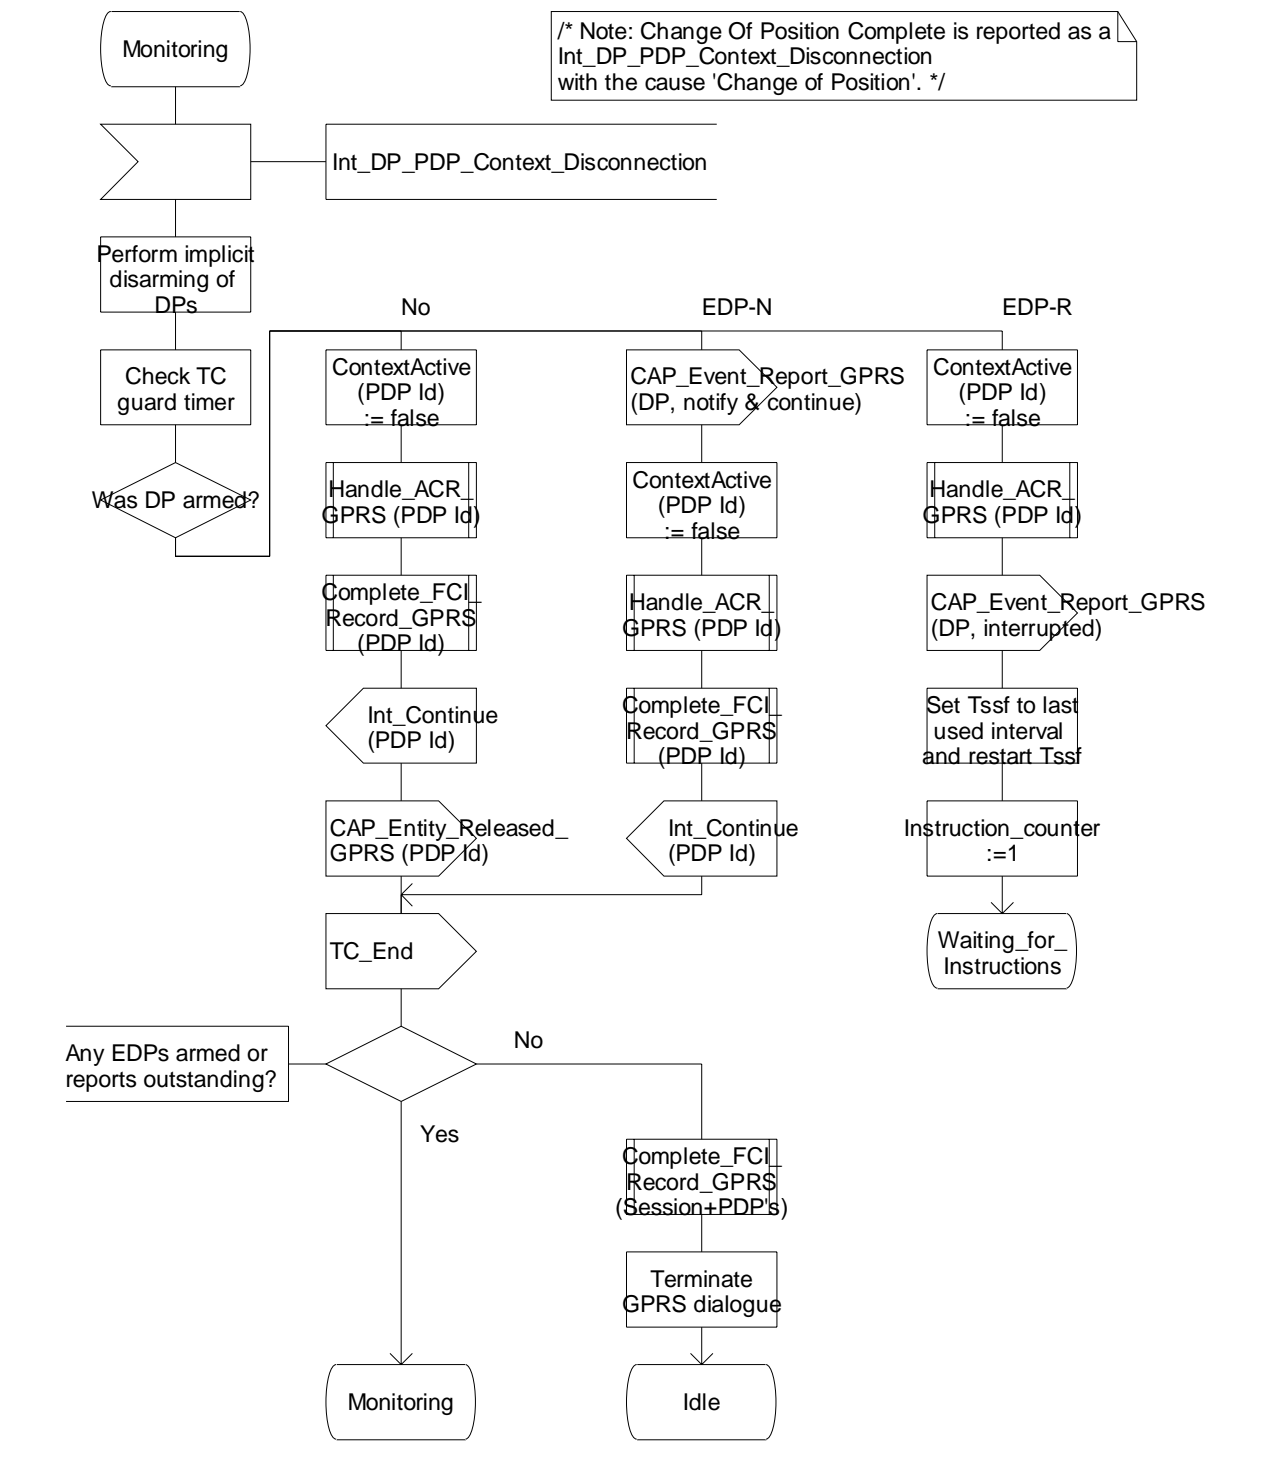 Monitoring
/* Note: Change Of Position Complete is reported as a
Int_DP_PDP_Context_Disconnection
with the cause 'Change of Position'. */
Int_DP_PDP_Context_Disconnection
Perform implicit
disarming of
DPs
Check TC
guard timer
Was DP armed?
No
ContextActive
(PDP Id)
:= false
Handle_ACR_
GPRS (PDP Id)
Complete_FCI_
Record_GPRS
(PDP Id)
Int_Continue
(PDP Id)
CAP_Entity_Released_
GPRS (PDP Id)
EDP-N
CAP_Event_Report_GPRS
(DP, notify & continue)
ContextActive
(PDP Id)
:= false
Handle_ACR_
GPRS (PDP Id)
Complete_FCI_
Record_GPRS
(PDP Id)
Int_Continue
(PDP Id)
EDP-R
ContextActive
(PDP Id)
:= false
Handle_ACR_
GPRS (PDP Id)
CAP_Event_Report_GPRS
(DP, interrupted)
Set Tssf to last
used interval
and restart Tssf
Instruction_counter
:=1
Waiting_for_
Instructions
TC_End
Any EDPs armed or
reports outstanding?
No
Yes
Complete_FCI_
Record_GPRS
(Session+PDP's)
Terminate
GPRS dialogue
Monitoring
Idle